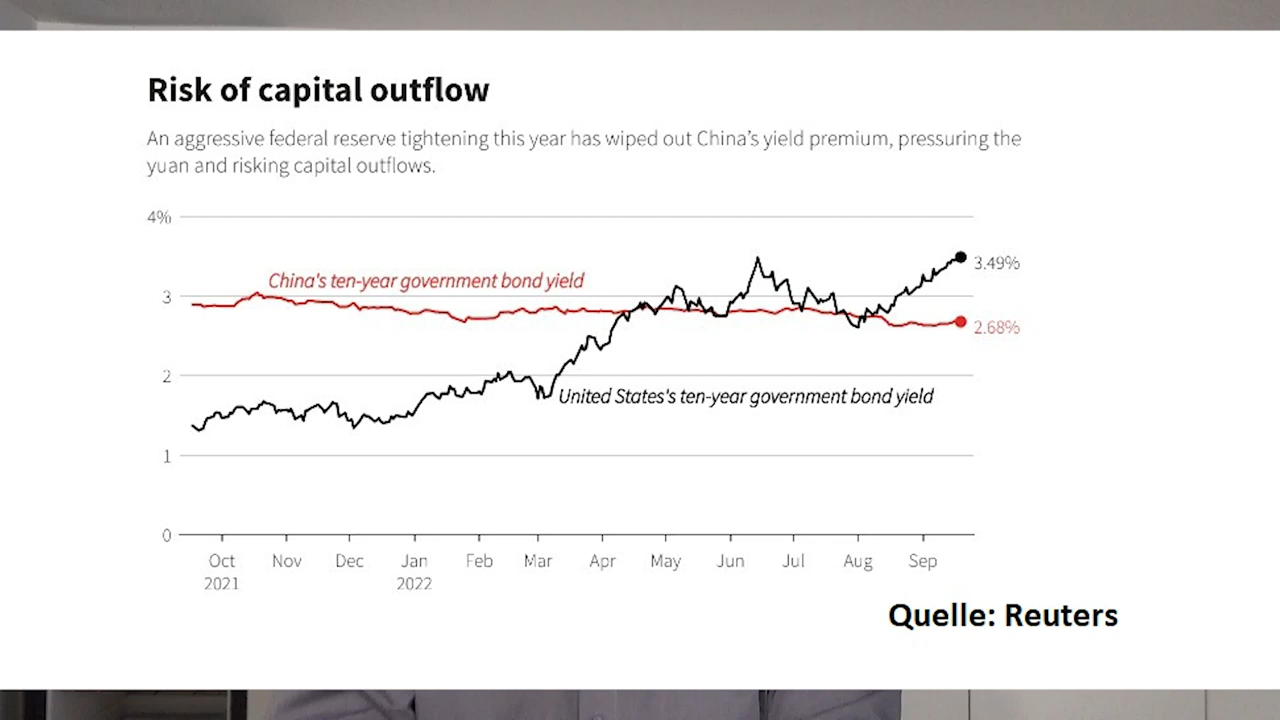 Risk of capital outflow
An aggressive federal reserve tightening this year has wiped out China's yield premium, pressuring the
yuan and risking capital outflows.
4%
China's ten-year government bond yield
3.49%
3
2.68%
2
United States's ten-year government bond yield
1
0
Oct Nov Dec Jan Feb Mar Apr May Jun Jul Aug Sep
2021 2022
Quelle: Reuters